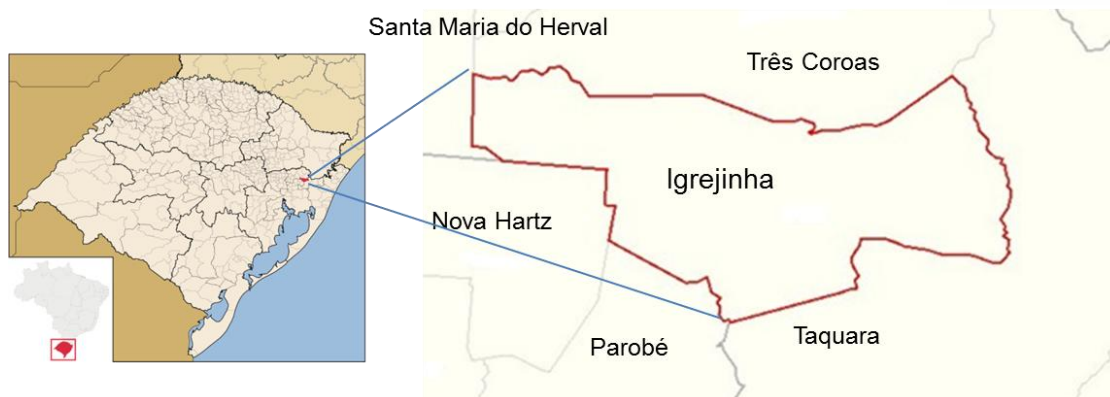 Santa Maria do Herval
Três Coroas
Igrejinha
Nova Hartz
Parobé
Taquara